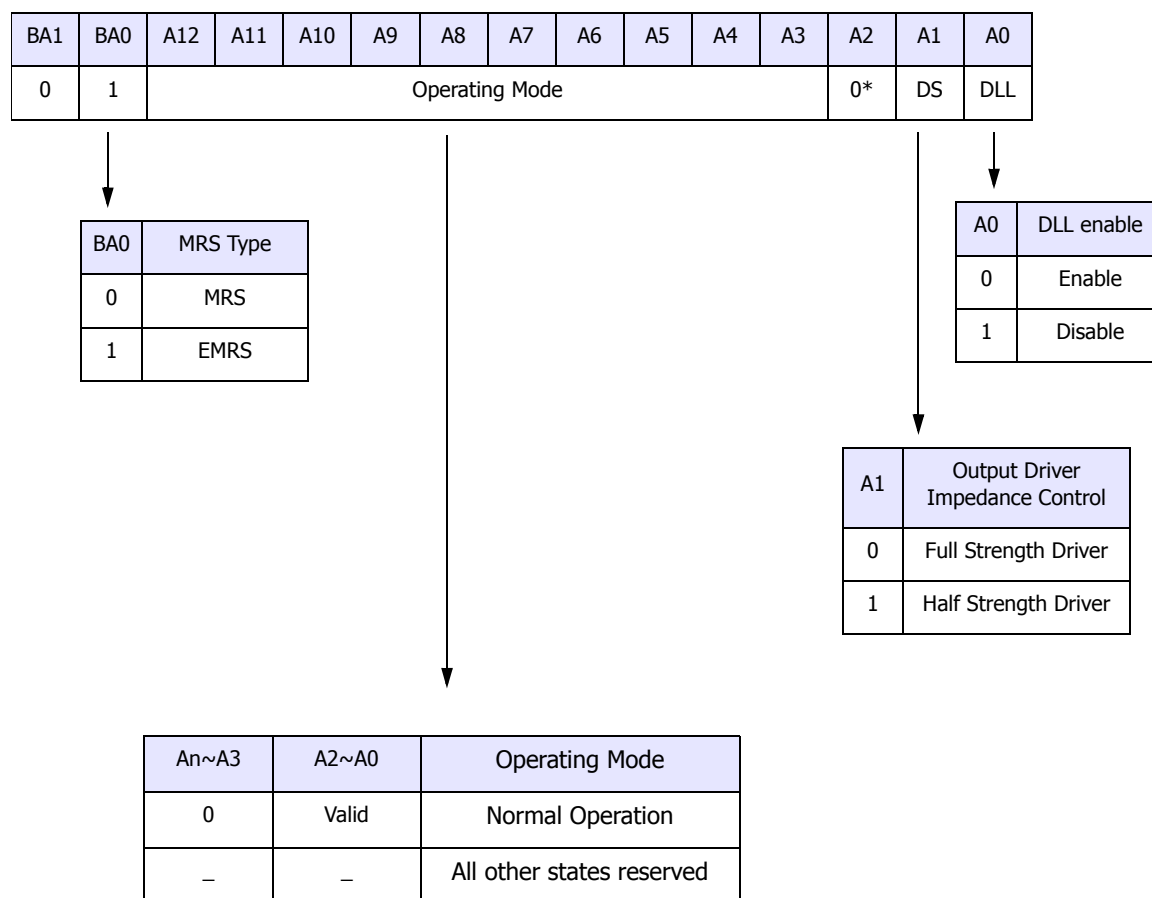 BA1 BA0 A12 A11 A10 A9 A8 A7 A6 A5 A4 A3 A2 A1 A0
0 1 Operating Mode 0* DS DLL
BA0 MRS Type
0 MRS
1 EMRS
A0 DLL enable
0 Enable
1 Disable
A1 Output Driver
Impedance Control
0 Full Strength Driver
1 Half Strength Driver
An~A3 A2~A0 Operating Mode
0 Valid Normal Operation
_ _ All other states reserved